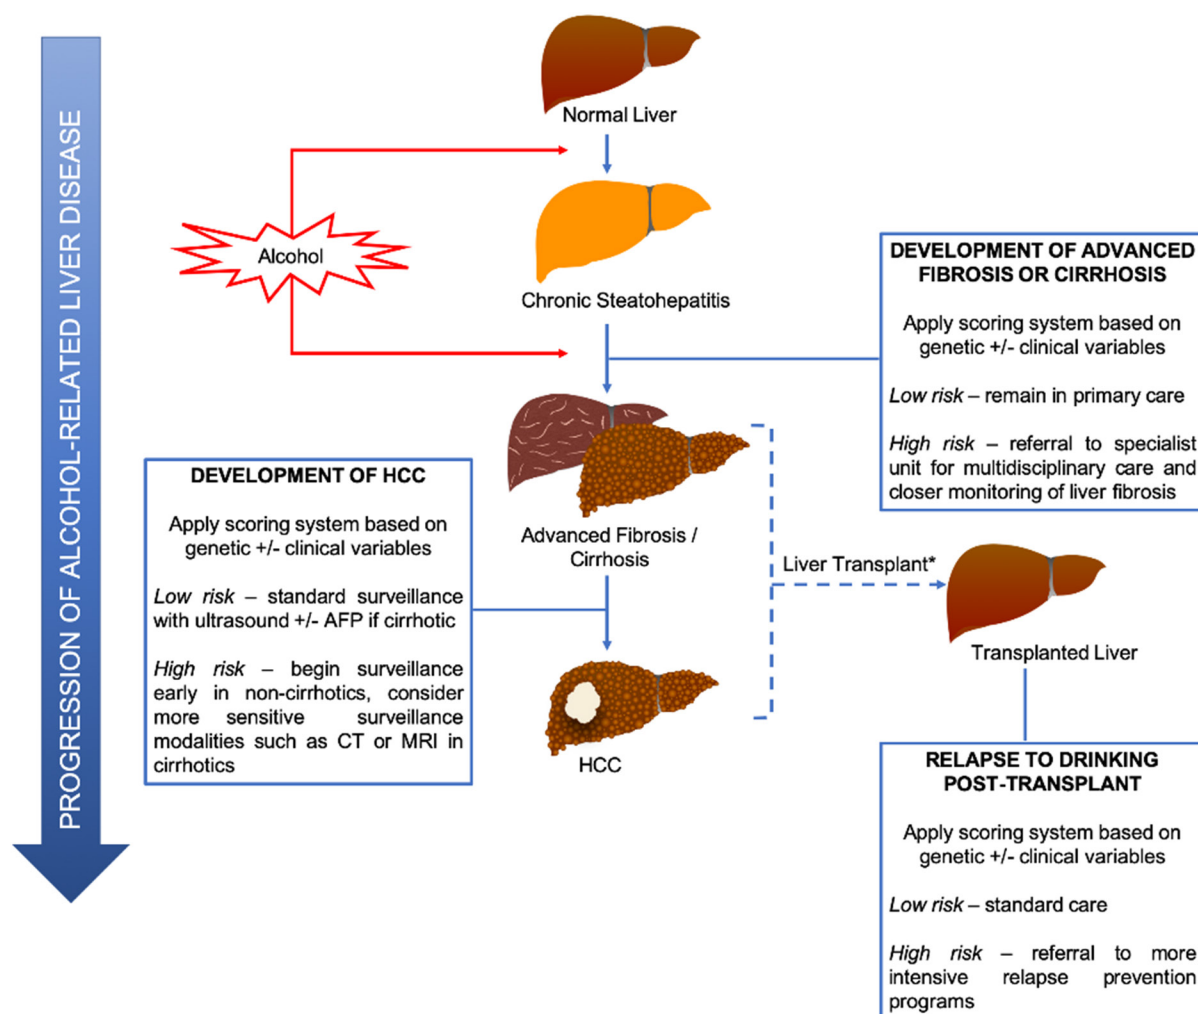 PROGRESSION OF ALCOHOL-RELATED LIVER DISEASE
Normal Liver
Alcohol
Chronic Steatohepatitis
DEVELOPMENT OF ADVANCED
FIBROSIS OR CIRRHOSIS
Apply scoring system based on
genetic +/- clinical variables
Low risk – remain in primary care
High risk – referral to specialist
unit for multidisciplinary care and
closer monitoring of liver fibrosis
DEVELOPMENT OF HCC
Apply scoring system based on
genetic +/- clinical variables
Low risk – standard surveillance
with ultrasound +/- AFP if cirrhotic
High risk – begin surveillance
early in non-cirrhotics, consider
more sensitive surveillance
modalities such as CT or MRI in
cirrhotics
Advanced Fibrosis /
Cirrhosis
Liver Transplant*
Transplanted Liver
HCC
RELAPSE TO DRINKING
POST-TRANSPLANT
Apply scoring system based on
genetic +/- clinical variables
Low risk – standard care
High risk – referral to more
intensive relapse prevention
programs